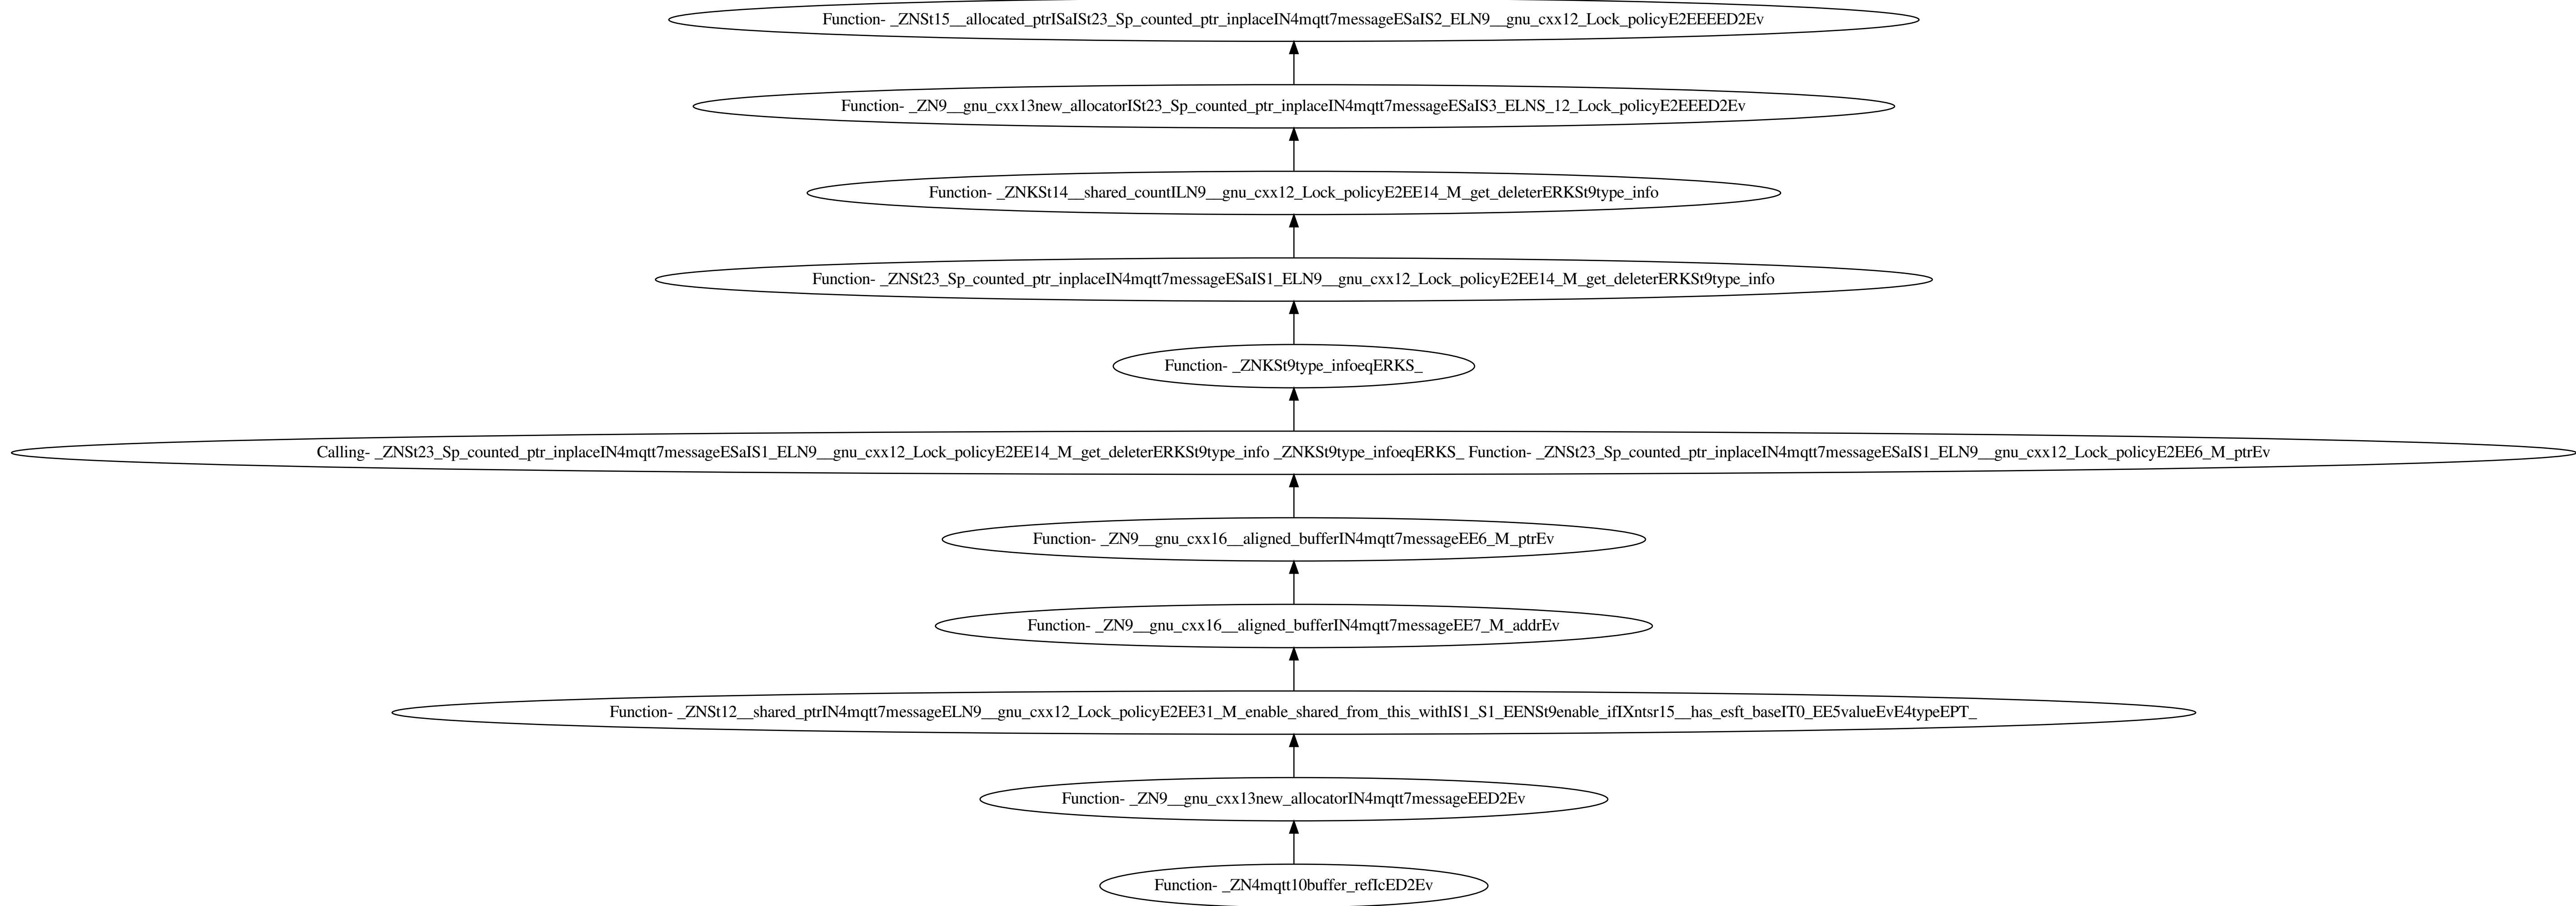 Function- _ZNSt15__allocated_ptrISaISt23_Sp_counted_ptr_inplaceIN4mqtt7messageESaIS2_ELN9__gnu_cxx12_Lock_policyE2EEEED2Ev
Function- _ZN9__gnu_cxx13new_allocatorISt23_Sp_counted_ptr_inplaceIN4mqtt7messageESaIS3_ELNS_12_Lock_policyE2EEED2Ev
Function- _ZNKSt14__shared_countILN9__gnu_cxx12_Lock_policyE2EE14_M_get_deleterERKSt9type_info
Function- _ZNSt23_Sp_counted_ptr_inplaceIN4mqtt7messageESaIS1_ELN9__gnu_cxx12_Lock_policyE2EE14_M_get_deleterERKSt9type_info
Function- _ZNKSt9type_infoeqERKS_
Calling- _ZNSt23_Sp_counted_ptr_inplaceIN4mqtt7messageESaIS1_ELN9__gnu_cxx12_Lock_policyE2EE14_M_get_deleterERKSt9type_info _ZNKSt9type_infoeqERKS_ Function- _ZNSt23_Sp_counted_ptr_inplaceIN4mqtt7messageESaIS1_ELN9__gnu_cxx12_Lock_policyE2EE6_M_ptrEv
Function- _ZN9__gnu_cxx16__aligned_bufferIN4mqtt7messageEE6_M_ptrEv
Function- _ZN9__gnu_cxx16__aligned_bufferIN4mqtt7messageEE7_M_addrEv
Function- _ZNSt12__shared_ptrIN4mqtt7messageELN9__gnu_cxx12_Lock_policyE2EE31_M_enable_shared_from_this_withIS1_S1_EENSt9enable_ifIXntsr15__has_esft_baseIT0_EE5valueEvE4typeEPT_
Function- _ZN9__gnu_cxx13new_allocatorIN4mqtt7messageEED2Ev
Function- _ZN4mqtt10buffer_refIcED2Ev